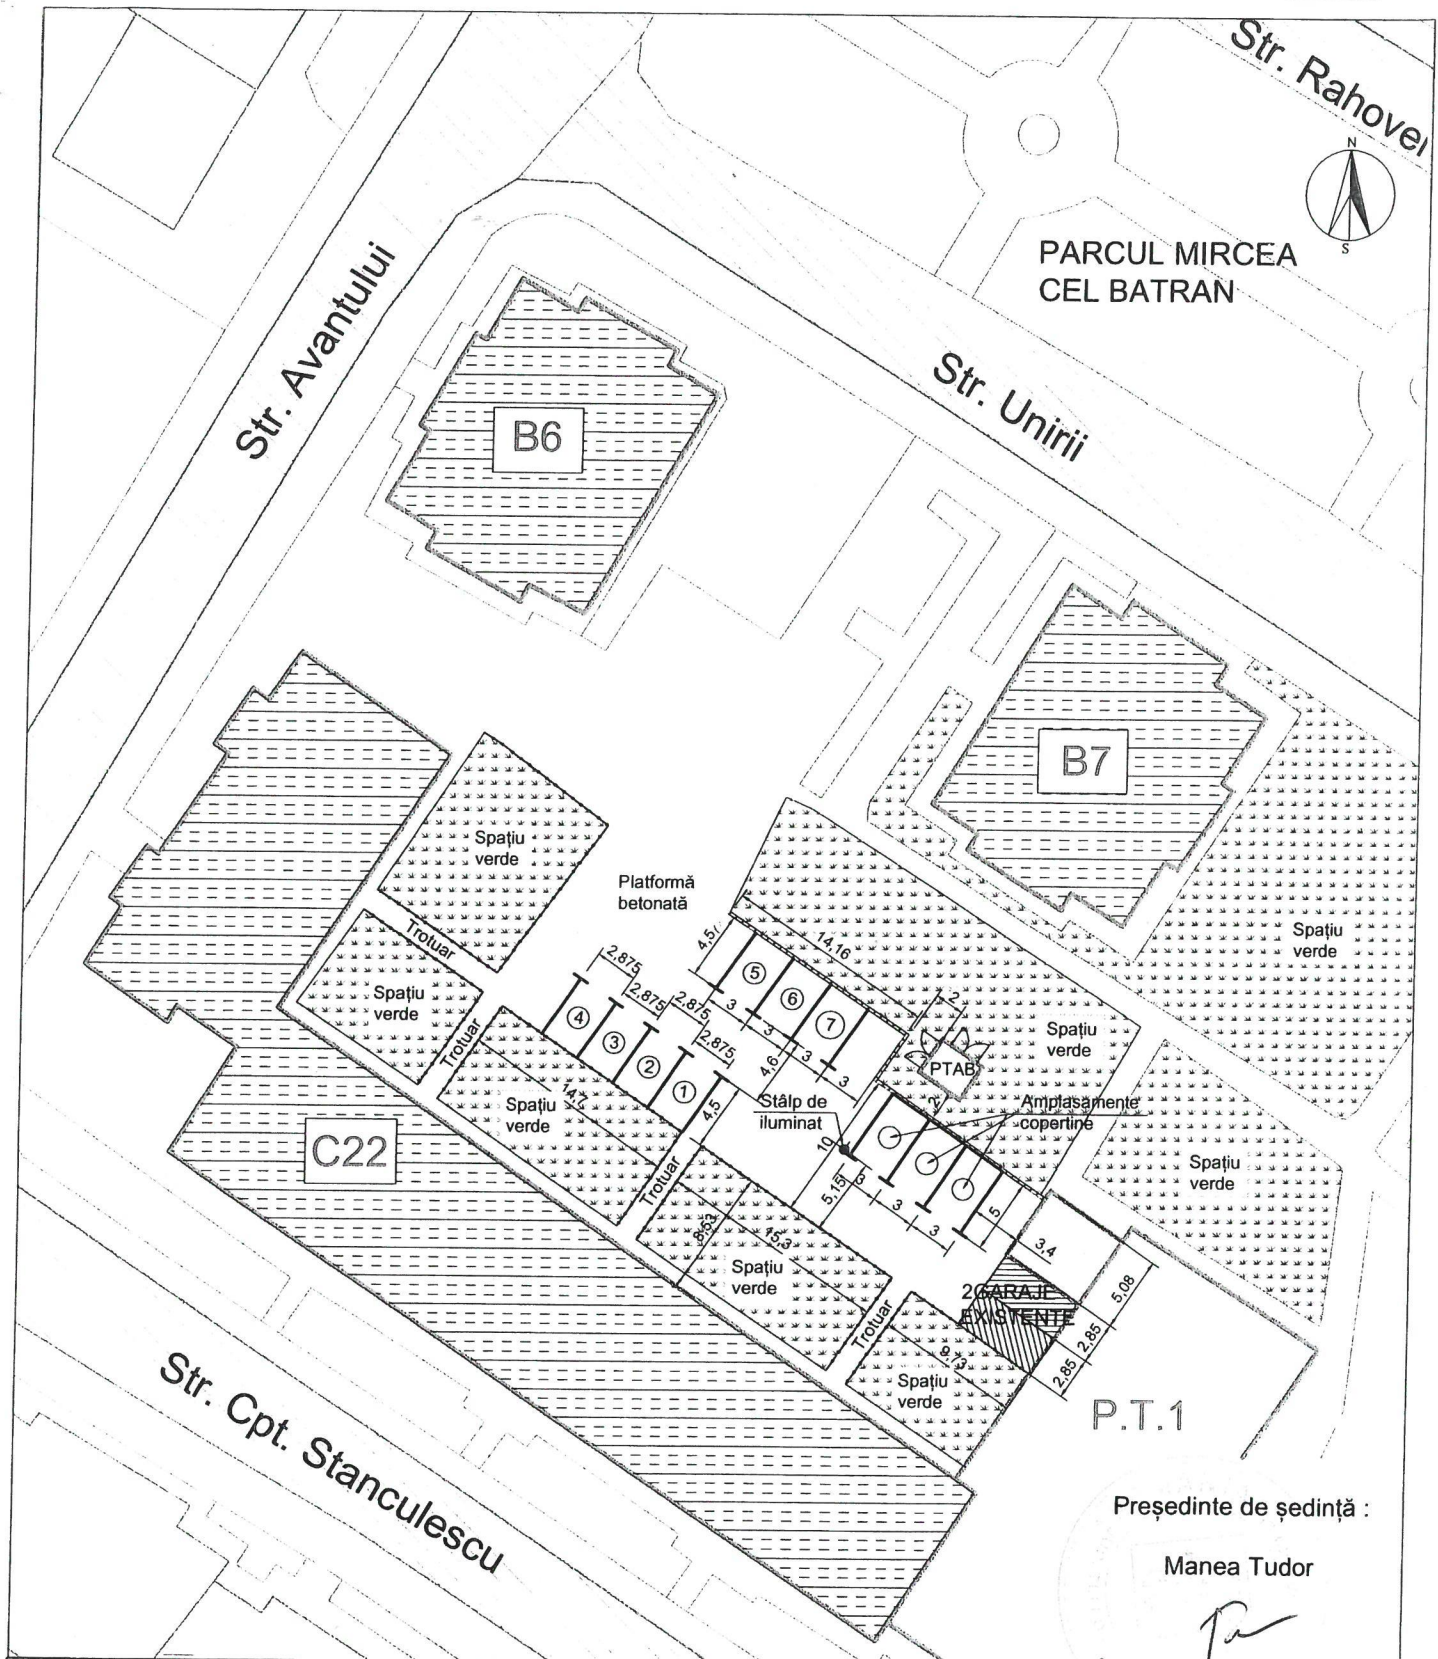 Str. Rahovei
N
S
PARCUL MIRCEA
CEL BATRAN
Str. Avantului
Str. Unirii
B6
B7
Spațiu
verde
Platformă
betonată
Spațiu
verde
Trotuar
4,57
14,16
2,875
2,875
2,875
2,875
5
6
7
3
3
3
3
2
Spațiu
verde
4
3
2
1
Trotuar
4,6
Spațiu
verde
PTAB
2
14,7
Spațiu
verde
4,5
Stâlp de
iluminat
Amplasamente
copertine
C22
10
Trotuar
5,15
3
3
3
5
Spațiu
verde
8,53
15,3
Spațiu
verde
3,4
2GARAJE
EXISTENTE
5,08
2,85
2,85
Trotuar
9,73
Spațiu
verde
P.T.1
Str. Cpt. Stanculescu
Președinte de ședință :
Manea Tudor